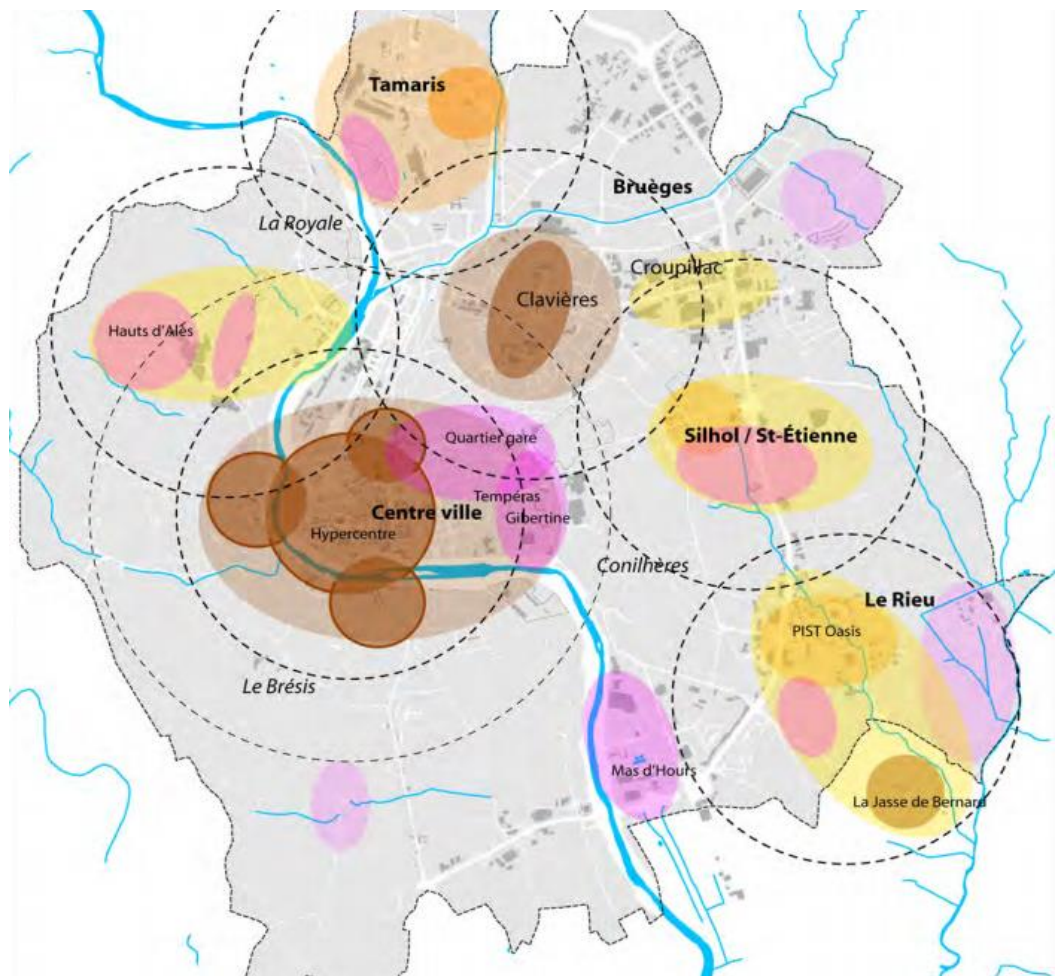 Tamaris
Bruèges
La Royale
Croupillac
Clavières
Hauts d'Alès
Silhol / St-Étienne
Quartier gare
Tempéras
Centre ville
Gibertine
Hypercentre
Conilhères
Le Rieu
PIST Oasis
Le Brésis
Mas d'Hours
La Jasse de Bernard